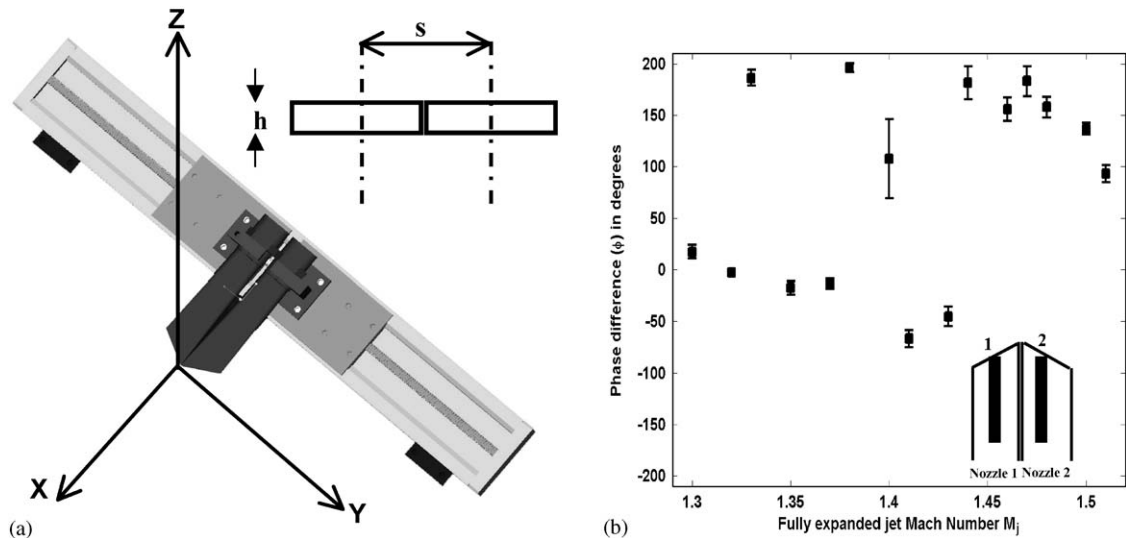 Z
s
h
X
Y
(a)
Phase difference (ϕ) in degrees
200
150
100
50
0
-50
-100
-150
-200
1.3
1.35
1.4
1.45
1.5
Fully expanded jet Mach Number Mj
1
2
Nozzle 1
Nozzle 2
(b)